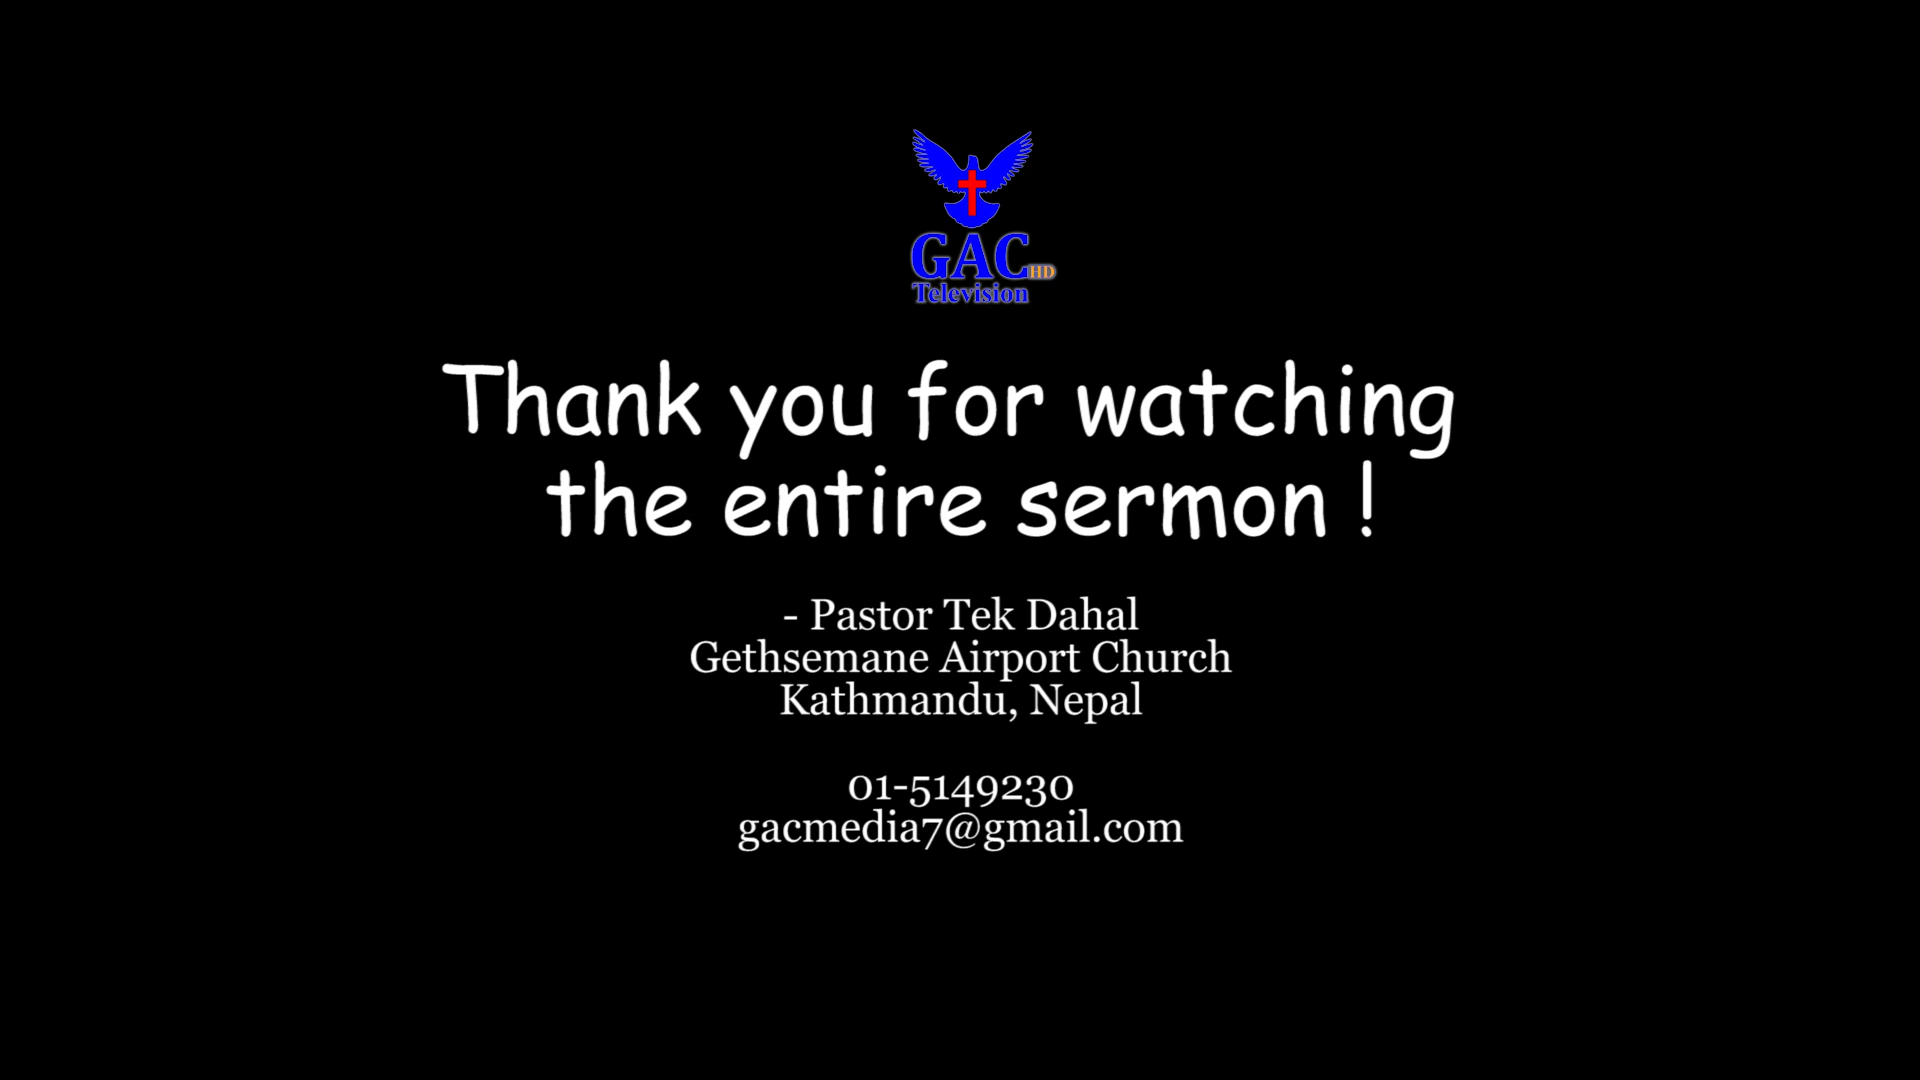 GAC HD
Television
Thank you for watching
the entire sermon !
- Pastor Tek Dahal
Gethsemane Airport Church
Kathmandu, Nepal
01-5149230
gacmedia7@gmail.com